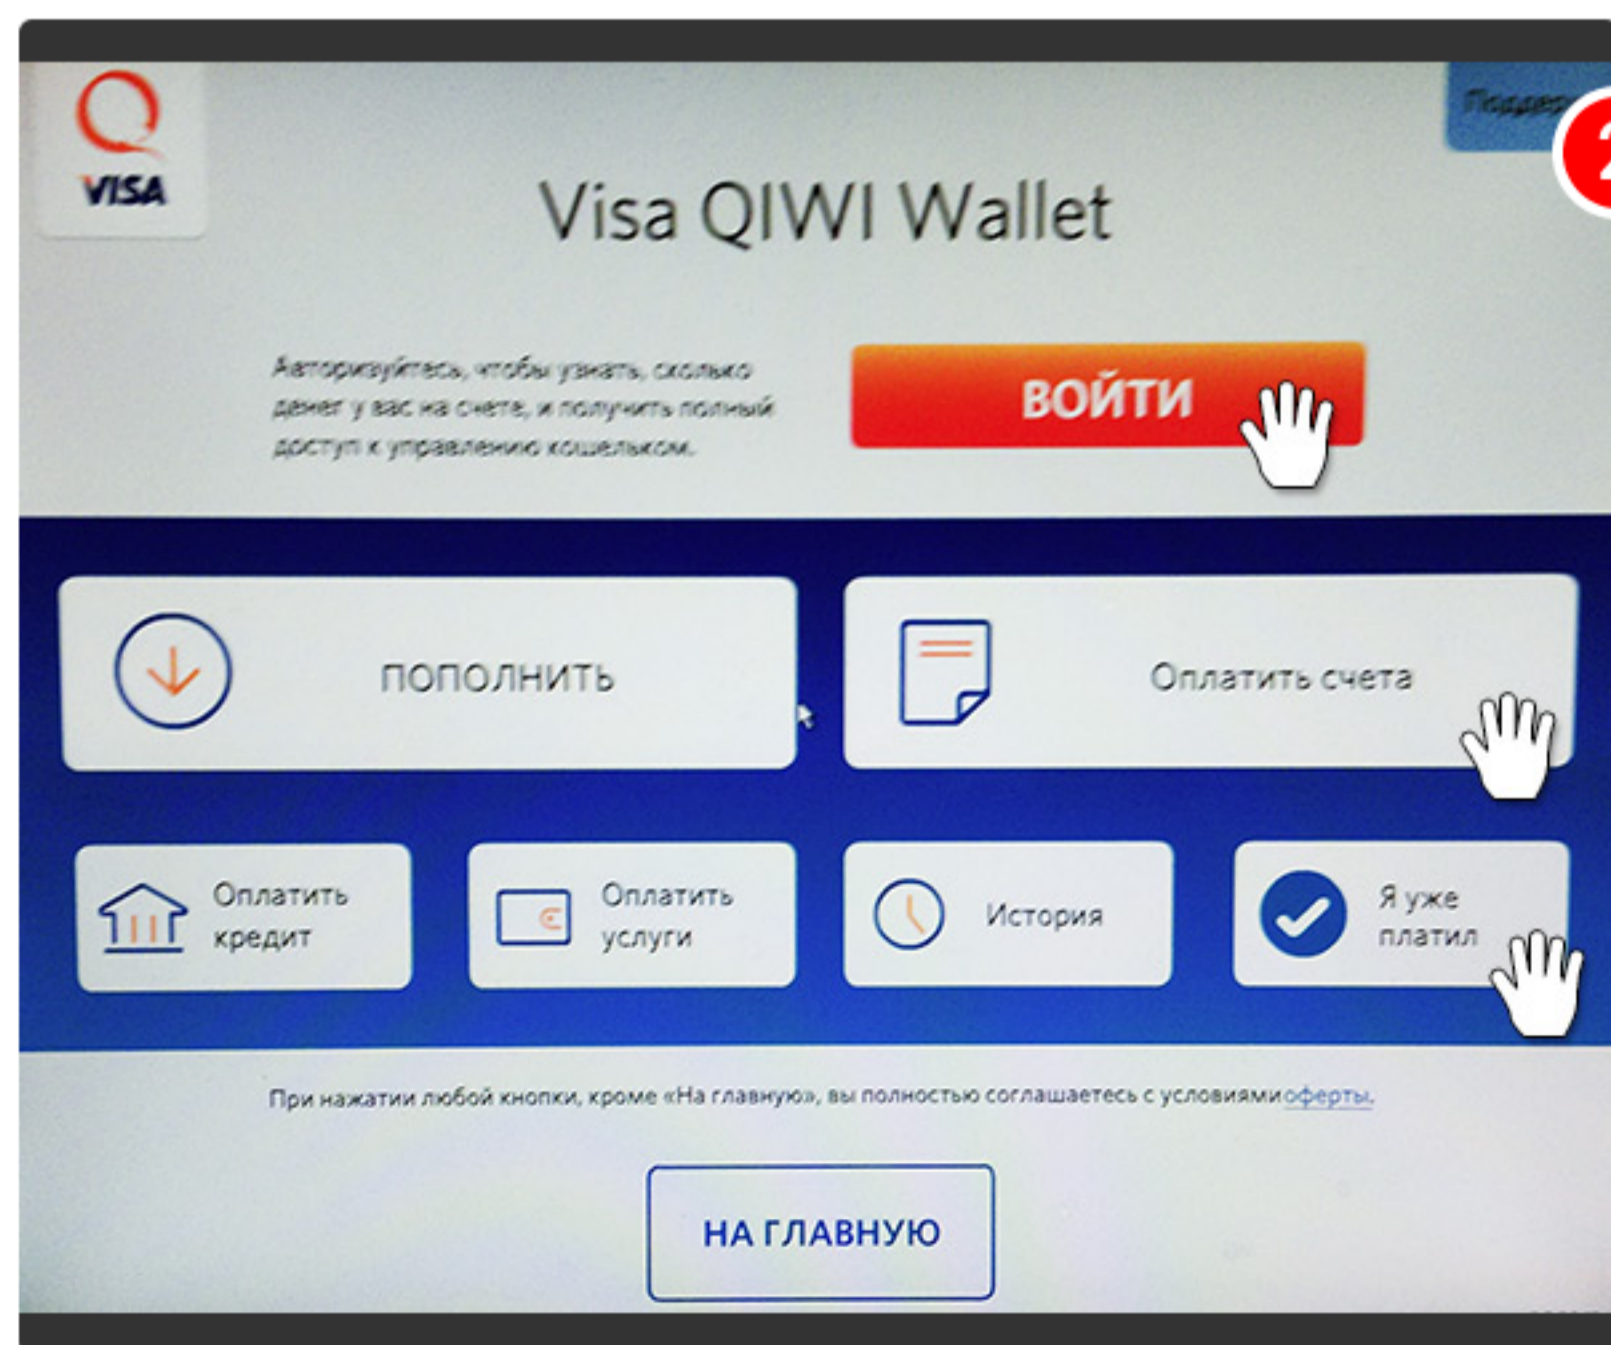 VISA
Visa QIWI Wallet
2
Авторизуйтесь, чтобы узнать, сколько
денег у вас на счете, и получить полный
доступ к управлению кошельком.
ВОЙТИ
ПОПОЛНИТЬ
Оплатить счета
Оплатить
кредит
Оплатить
услуги
История
Я уже
платил
При нажатии любой кнопки, кроме «На главную», вы полностью соглашаетесь с условиями оферты.
НА ГЛАВНУЮ